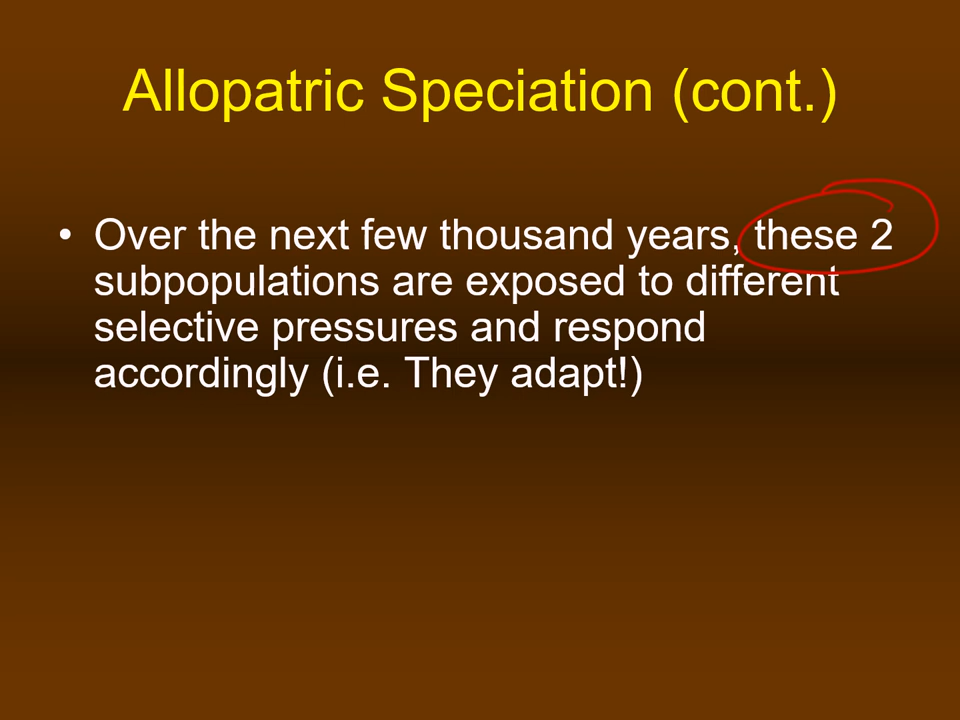 Allopatric Speciation (cont.)
• Over the next few thousand years, these 2
subpopulations are exposed to different
selective pressures and respond
accordingly (i.e. They adapt!)